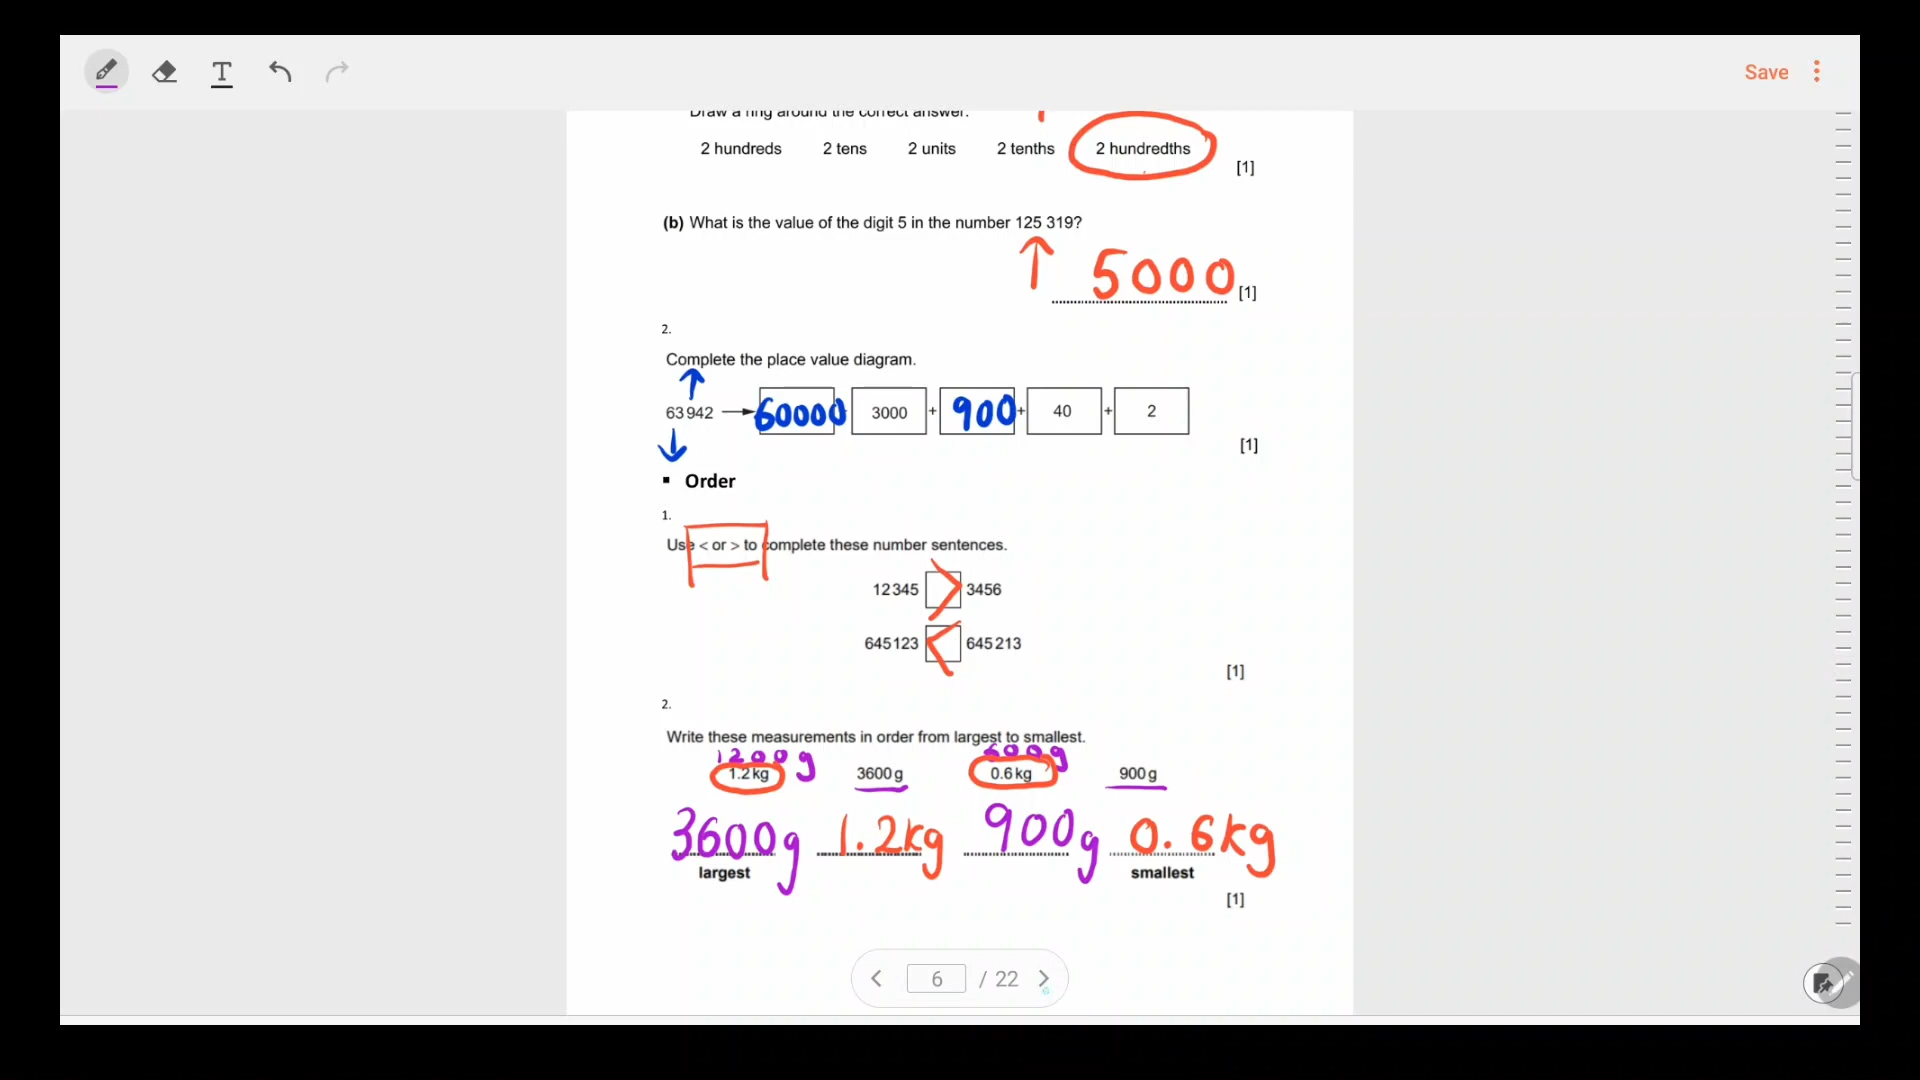 T
Save
Draw a ring around the correct answer.
2 hundreds 2 tens 2 units 2 tenths 2 hundredths
[1]
(b) What is the value of the digit 5 in the number 125 319?
5000
[1]
2.
Complete the place value diagram.
63 942 60000 3000 + 900 + 40 + 2
[1]
▪ Order
1.
Use < or > to complete these number sentences.
12 345 > 3456
645 123 < 645 213
[1]
2.
Write these measurements in order from largest to smallest.
1200g 600g
1.2 kg 3600 g 0.6 kg 900 g
3600g 1.2kg 900g 0.6kg
largest smallest
[1]
6 / 22